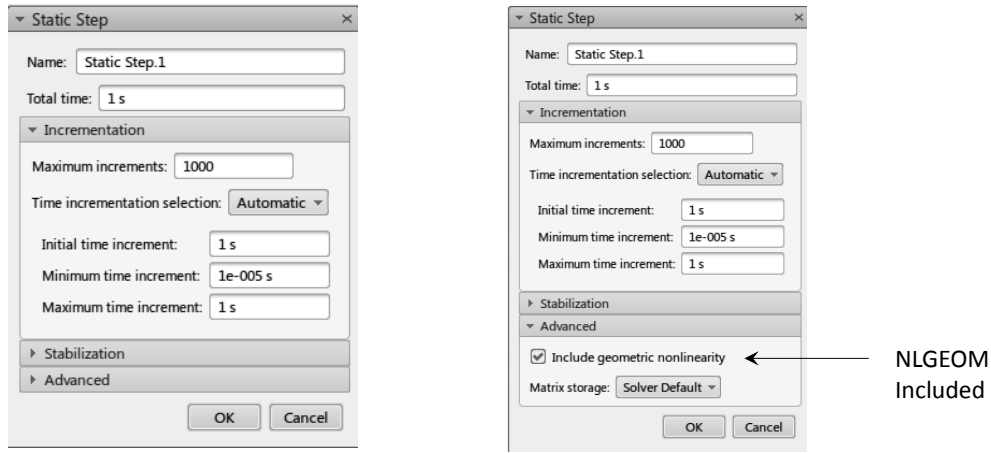 Static Step
Name: Static Step.1
Total time: 1 s
Incrementation
Maximum increments: 1000
Time incrementation selection: Automatic
Initial time increment: 1 s
Minimum time increment: 1e-005 s
Maximum time increment: 1 s
Stabilization
Advanced
OK Cancel
Static Step
Name: Static Step.1
Total time: 1 s
Incrementation
Maximum increments: 1000
Time incrementation selection: Automatic
Initial time increment: 1 s
Minimum time increment: 1e-005 s
Maximum time increment: 1 s
Stabilization
Advanced
Include geometric nonlinearity
Matrix storage: Solver Default
OK Cancel
NLGEOM
Included